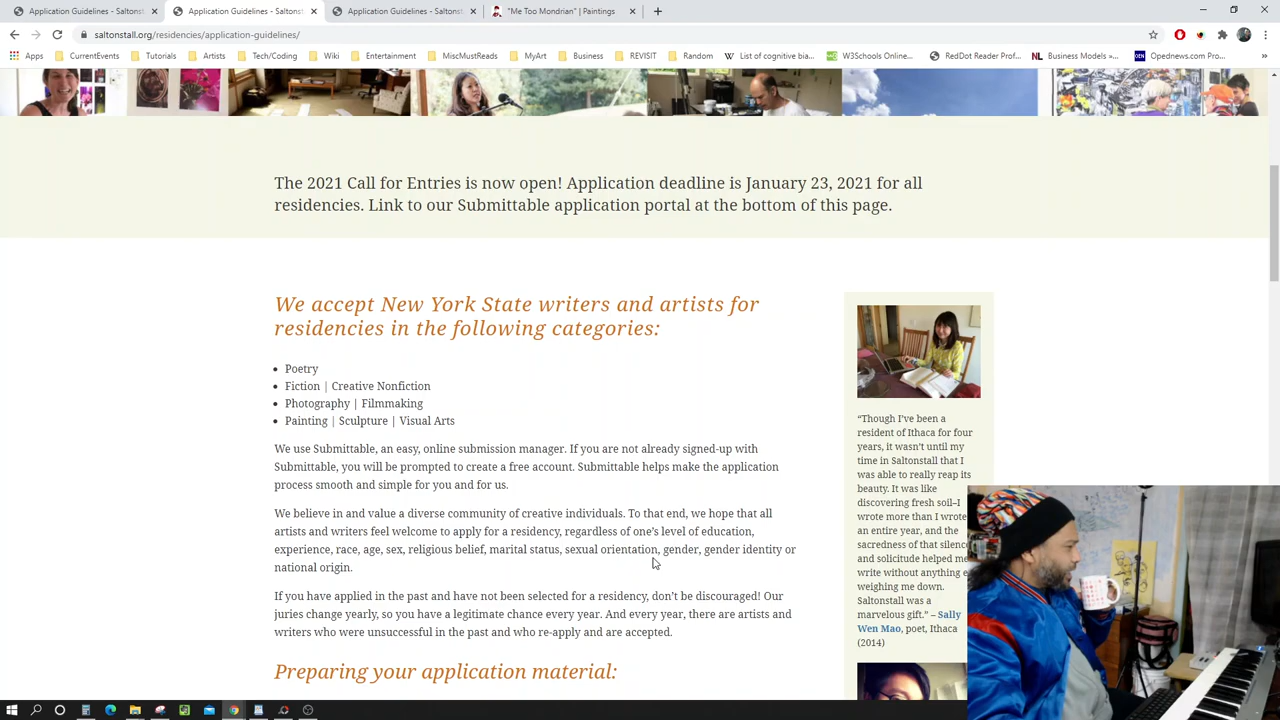 Application Guidelines - Saltonst
Application Guidelines - Saltonst
Application Guidelines - Saltonst
"Me Too Mondrian" | Paintings
saltonstall.org/residencies/application-guidelines/
Apps
CurrentEvents
Tutorials
Artists
Tech/Coding
Wiki
Entertainment
MiscMustReads
MyArt
Business
REVISIT
Random
List of cognitive bia...
W3Schools Online...
RedDot Reader Prof...
Business Models »...
Opednews.com Pro...
The 2021 Call for Entries is now open! Application deadline is January 23, 2021 for all
residencies. Link to our Submittable application portal at the bottom of this page.
We accept New York State writers and artists for
residencies in the following categories:
Poetry
Fiction | Creative Nonfiction
Photography | Filmmaking
Painting | Sculpture | Visual Arts
We use Submittable, an easy, online submission manager. If you are not already signed-up with
Submittable, you will be prompted to create a free account. Submittable helps make the application
process smooth and simple for you and for us.
We believe in and value a diverse community of creative individuals. To that end, we hope that all
artists and writers feel welcome to apply for a residency, regardless of one's level of education,
experience, race, age, sex, religious belief, marital status, sexual orientation, gender, gender identity or
national origin.
If you have applied in the past and have not been selected for a residency, don't be discouraged! Our
juries change yearly, so you have a legitimate chance every year. And every year, there are artists and
writers who were unsuccessful in the past and who re-apply and are accepted.
Preparing your application material:
“Though I've been a
resident of Ithaca for four
years, it wasn't until my
time in Saltonstall that I
was able to really reap its
beauty. It was like
discovering fresh soil–I
wrote more than I wrote
an entire year, and the
sacredness of that silence
and solitude helped me
write without anything
weighing me down.
Saltonstall was a
marvelous gift.” – Sally
Wen Mao, poet, Ithaca
(2014)